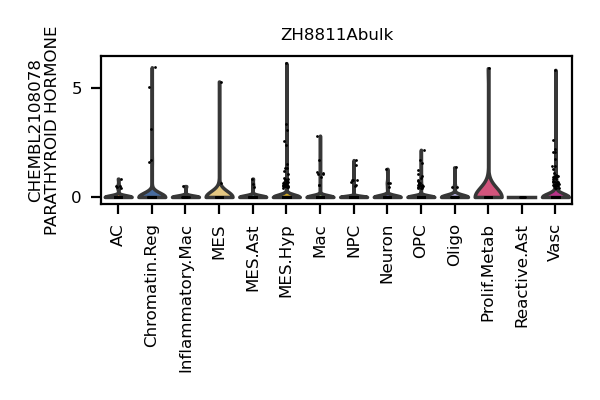 ZH8811Abulk
CHEMBL2108078
PARATHYROID HORMONE
5
0
AC
Chromatin.Reg
Inflammatory.Mac
MES
MES.Ast
MES.Hyp
Mac
NPC
Neuron
OPC
Oligo
Prolif.Metab
Reactive.Ast
Vasc